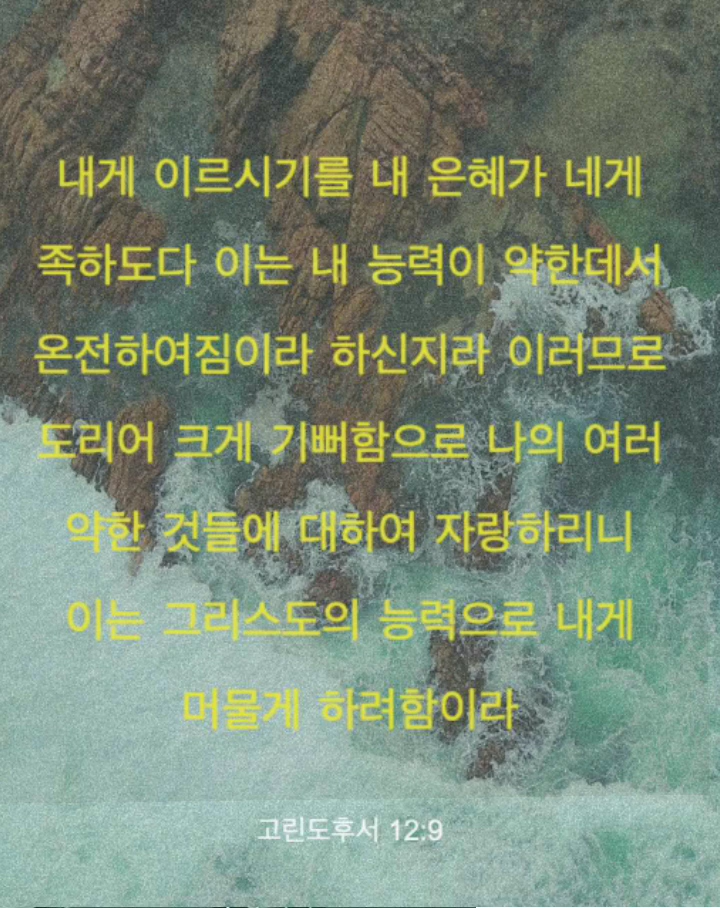 내게 이르시기를 내 은혜가 네게
족하도다 이는 내 능력이 약한데서
온전하여짐이라 하신지라 이러므로
도리어 크게 기뻐함으로 나의 여러
약한 것들에 대하여 자랑하리니
이는 그리스도의 능력으로 내게
머물게 하려함이라
고린도후서 12:9